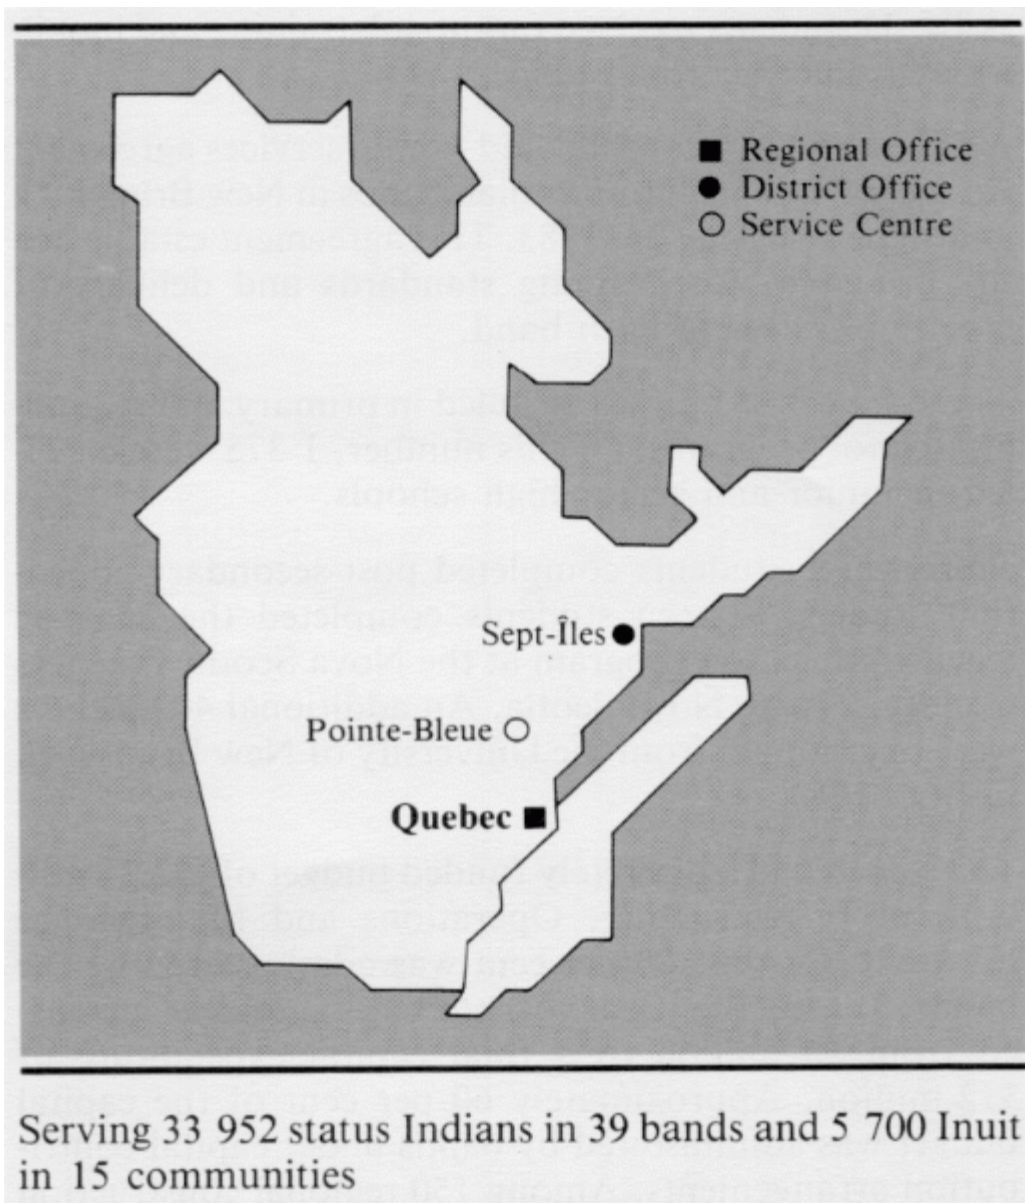 Regional Office
District Office
Service Centre
Sept-Îles
Pointe-Bleue
Quebec
Serving 33 952 status Indians in 39 bands and 5 700 Inuit
in 15 communities